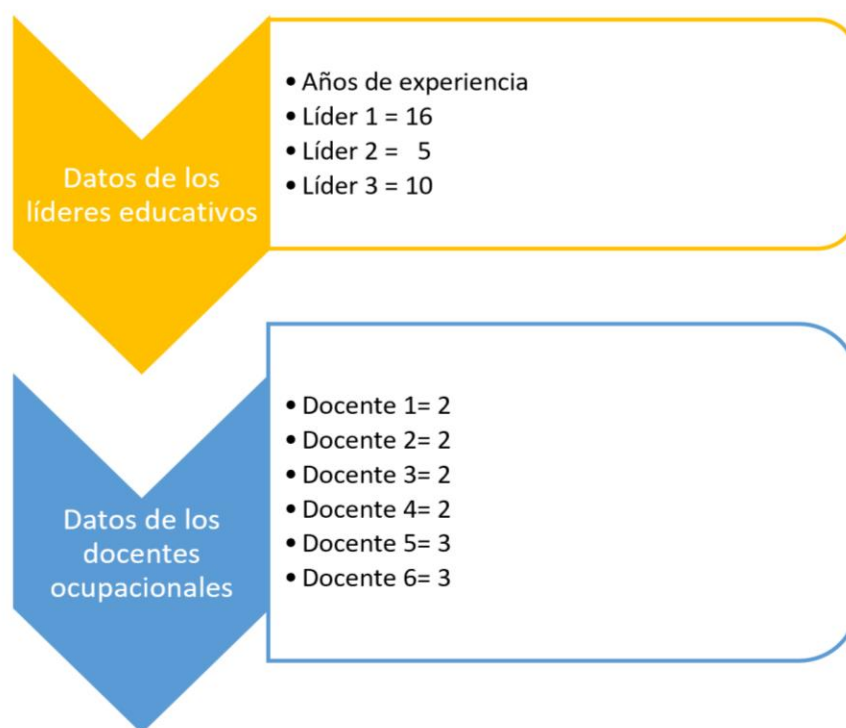 Datos de los
líderes educativos
• Años de experiencia
• Líder 1 = 16
• Líder 2 =   5
• Líder 3 = 10
Datos de los
docentes
ocupacionales
• Docente 1= 2
• Docente 2= 2
• Docente 3= 2
• Docente 4= 2
• Docente 5= 3
• Docente 6= 3